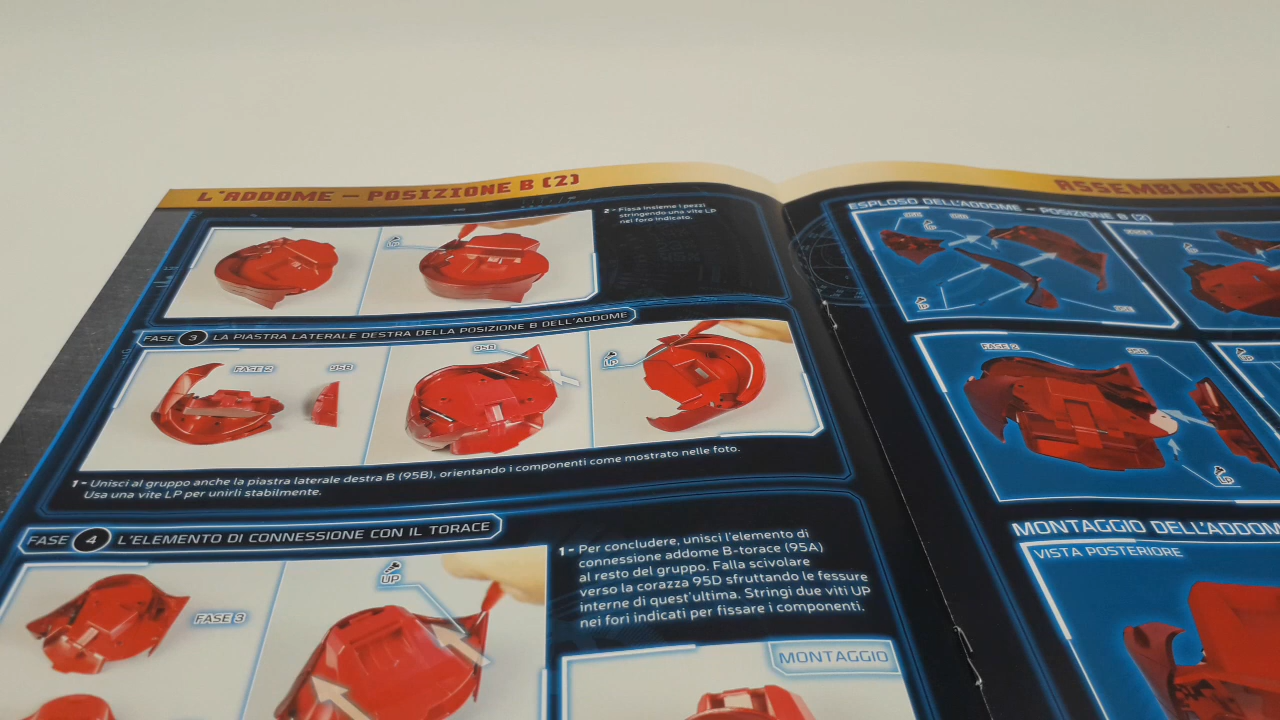 L'ADDOME – POSIZIONE B (2)
2 - Fissa insieme i pezzi
stringendo una vite LP
nel foro indicato.
LP
FASE 3 LA PIASTRA LATERALE DESTRA DELLA POSIZIONE B DELL'ADDOME
FASE 2
95B
95B
LP
1 - Unisci al gruppo anche la piastra laterale destra B (95B), orientando i componenti come mostrato nelle foto.
Usa una vite LP per unirli stabilmente.
FASE 4 L'ELEMENTO DI CONNESSIONE CON IL TORACE
FASE 3
UP
1 - Per concludere, unisci l'elemento di
connessione addome B-torace (95A)
al resto del gruppo. Falla scivolare
verso la corazza 95D sfruttando le fessure
interne di quest'ultima. Stringi due viti UP
nei fori indicati per fissare i componenti.
MONTAGGIO
ASSEMBLAGGIO
ESPLOSO DELL'ADDOME – POSIZIONE B (2)
LP
FASE 2
95B
LP
MONTAGGIO DELL'ADDOM
VISTA POSTERIORE